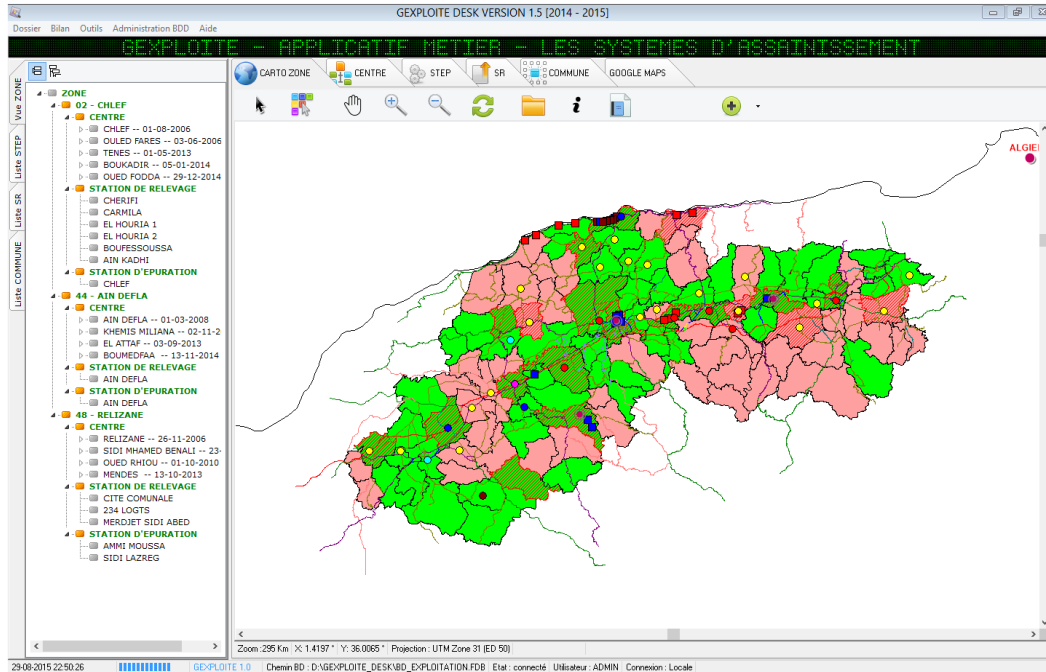 GEXPLOITE DESK VERSION 1.5 [2014 - 2015]
Dossier Bilan Outils Administration BDD Aide
GEXPLOITE - APPLICATIF METIER - LES SYSTEMES D'ASSAINISSEMENT
CARTO ZONE CENTRE STEP SR COMMUNE GOOGLE MAPS
Vue ZONE
Liste STEP
Liste SR
Liste COMMUNE
ZONE
02 - CHLEF
CENTRE
CHLEF -- 01-08-2006
OULED FARES -- 03-06-2006
TENES -- 01-05-2013
BOUKADIR -- 05-01-2014
OUED FODDA -- 29-12-2014
STATION DE RELEVAGE
CHERIFI
CARMILA
EL HOURIA 1
EL HOURIA 2
BOUFESSOUSSA
AIN KADHI
STATION D'EPURATION
CHLEF
44 - AIN DEFLA
CENTRE
AIN DEFLA -- 01-03-2008
KHEMIS MILIANA -- 02-11-2
EL ATTAF -- 03-09-2013
BOUMEDFAA -- 13-11-2014
STATION DE RELEVAGE
AIN DEFLA
STATION D'EPURATION
AIN DEFLA
48 - RELIZANE
CENTRE
RELIZANE -- 26-11-2006
SIDI MHAMED BENALI -- 23-
OUED RHIOU -- 01-10-2010
MENDES -- 13-10-2013
STATION DE RELEVAGE
CITE COMUNALE
234 LOGTS
MERDJET SIDI ABED
STATION D'EPURATION
AMMI MOUSSA
SIDI LAZREG
ALGIE
Zoom :295 Km X: 1.4197 ° Y: 36.0065 ° Projection : UTM Zone 31 (ED 50)
29-08-2015 22:50:26 GEXPLOITE 1.0 Chemin BD : D:\GEXPLOITE_DESK\BD_EXPLOITATION.FDB Etat : connecté Utilisateur : ADMIN Connexion : Locale